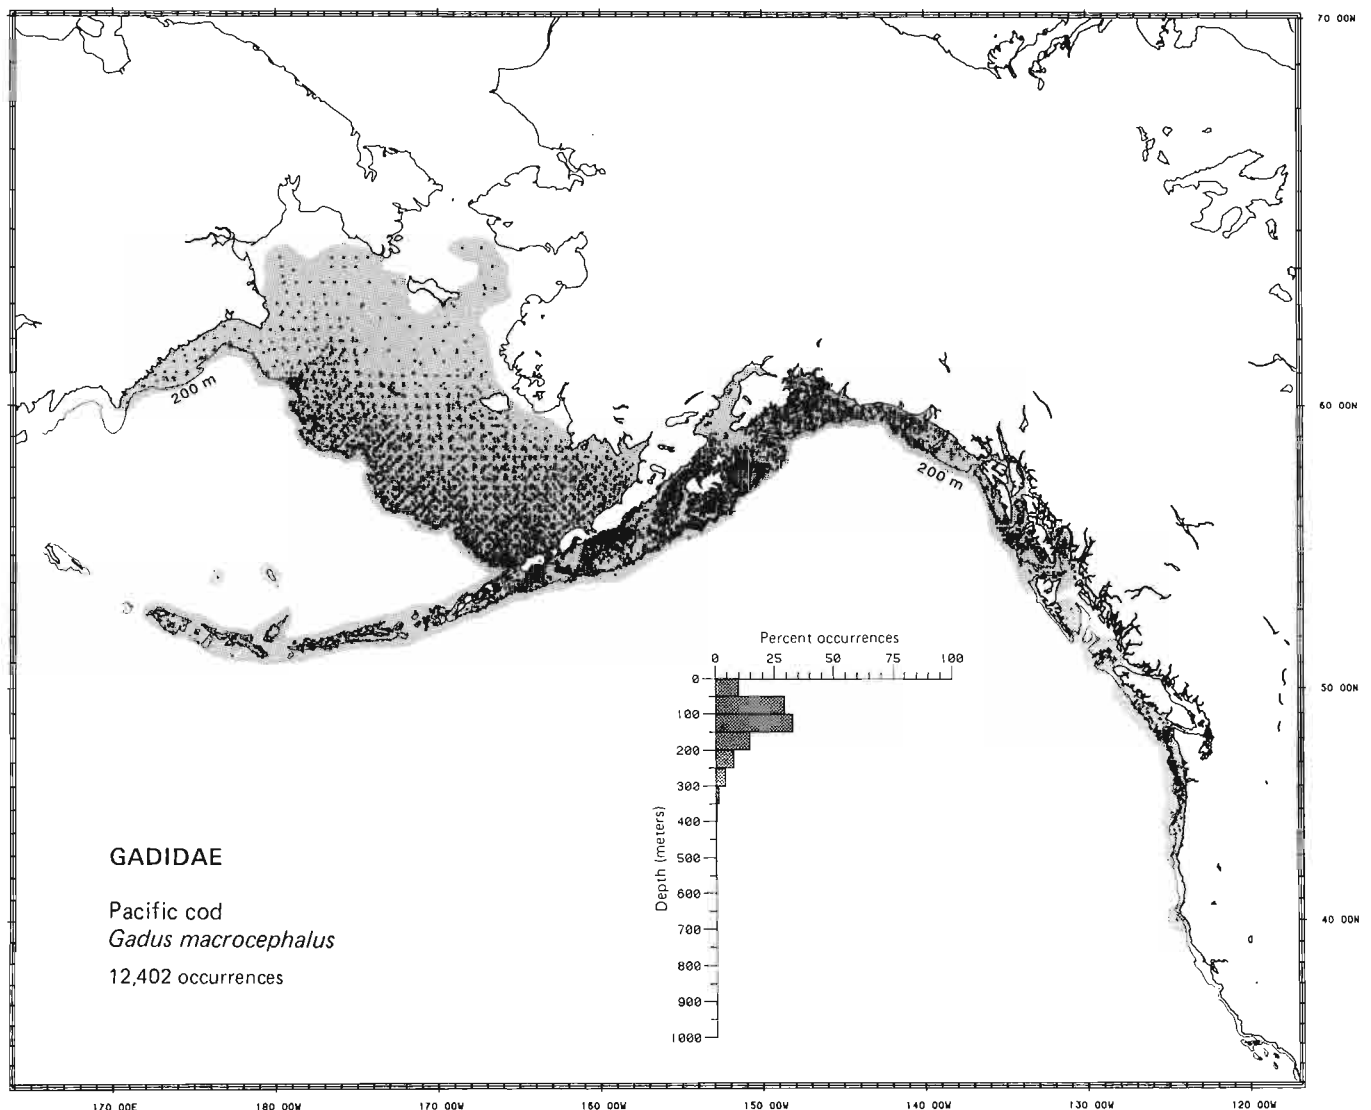 70 00N
200 m
60 00N
200 m
Percent occurrences
0 25 50 75 100
0
100
200
300
400
500
600
700
800
900
1000
Depth (meters)
50 00N
40 00N
GADIDAE
Pacific cod
Gadus macrocephalus
12,402 occurrences
170 00E 180 00W 170 00W 160 00W 150 00W 140 00W 130 00W 120 00W